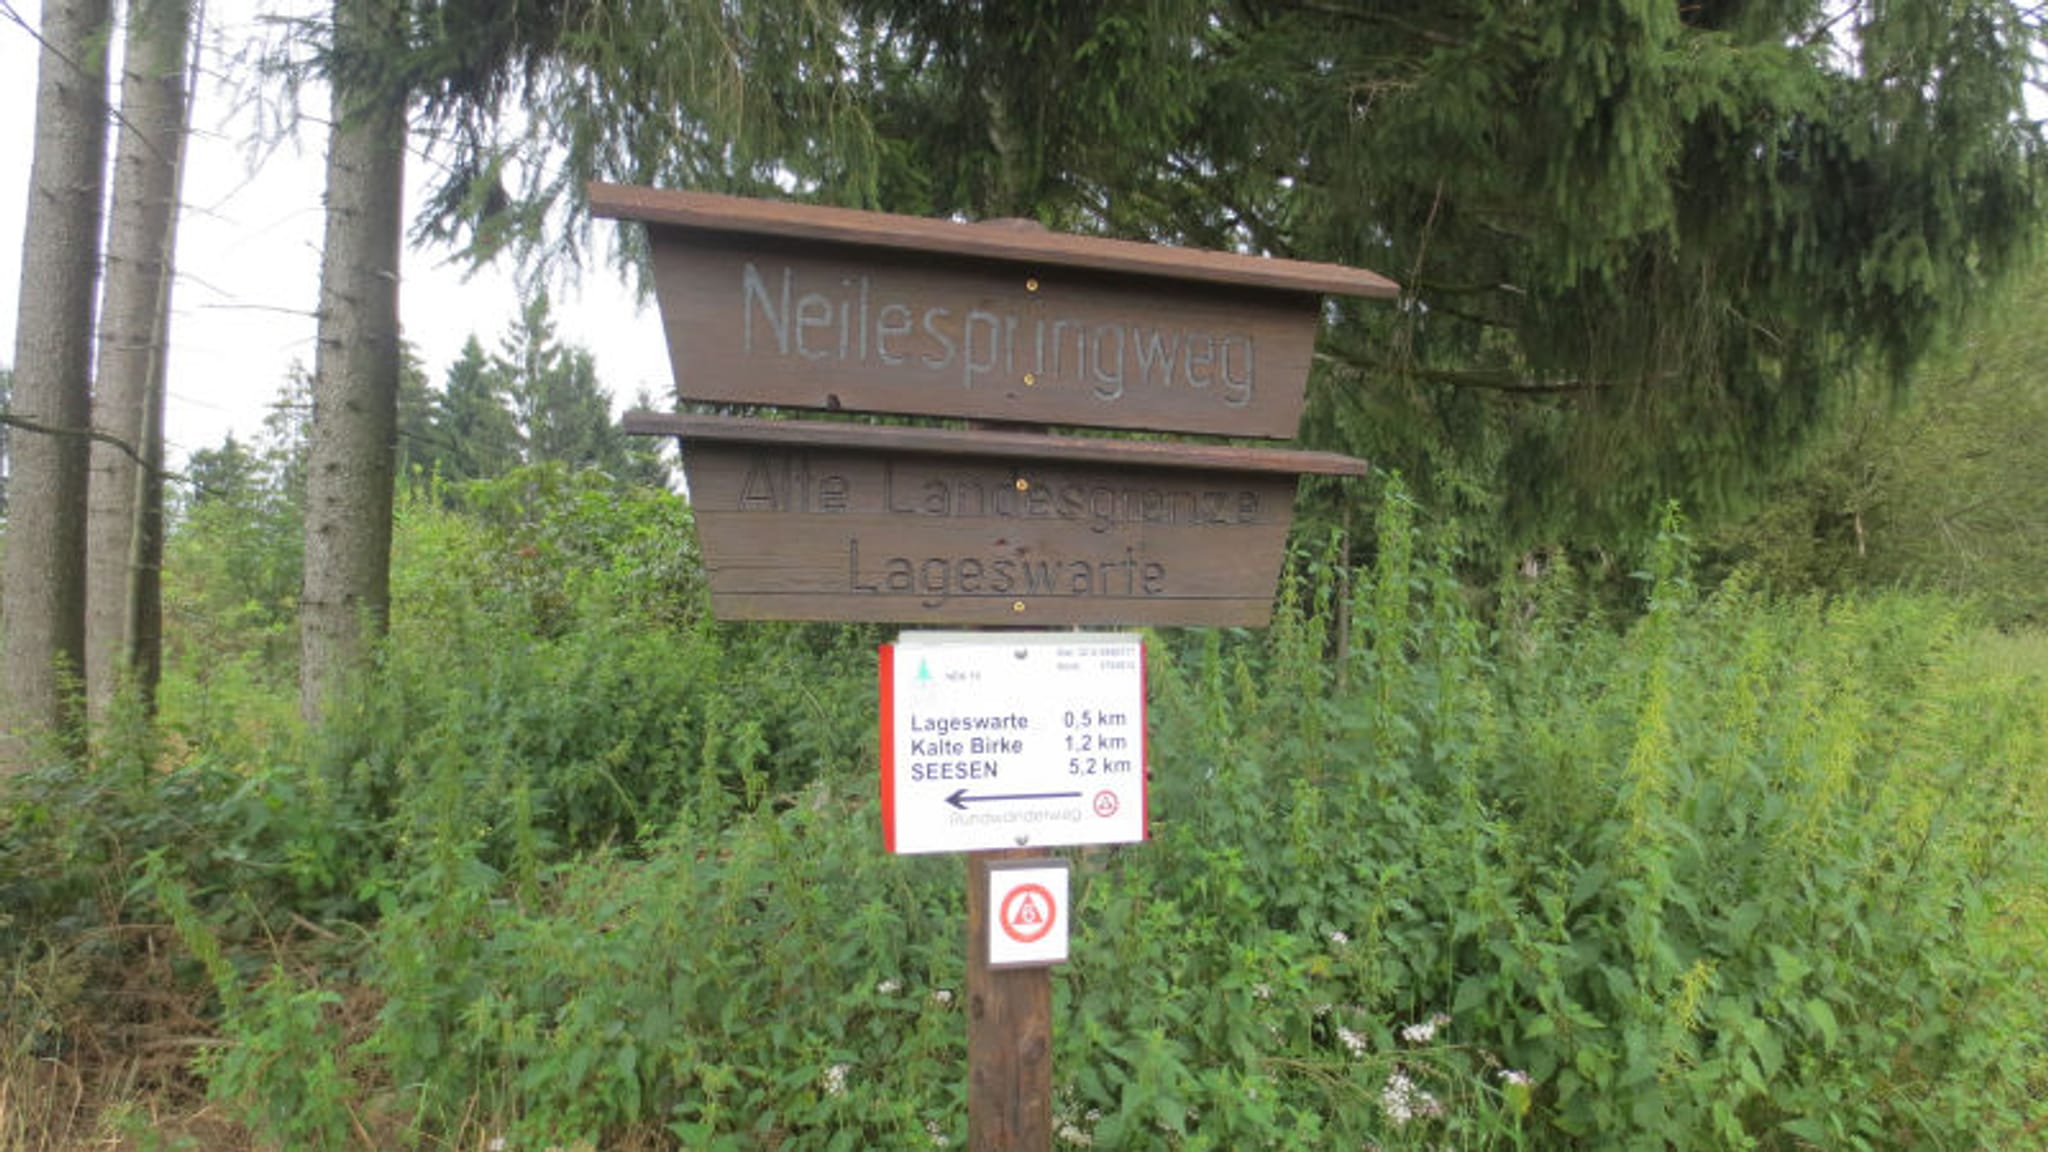 Neilespringweg
Alte Landesgrenze
Lageswarte
Lageswarte 0,5 km
Kalte Birke 1,2 km
SEESEN 5,2 km
Rundwanderweg